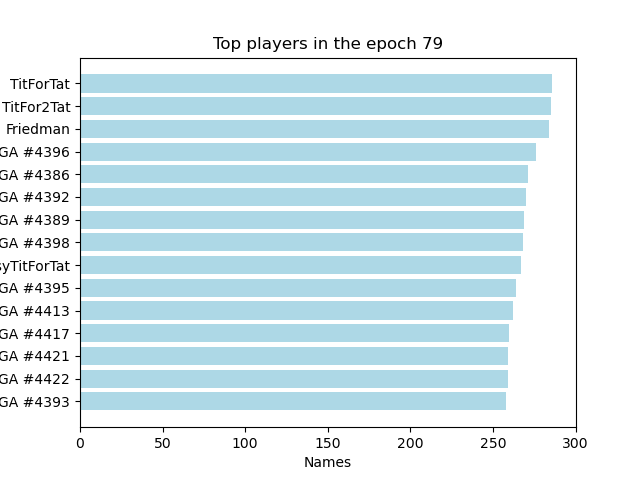 Top players in the epoch 79
TitForTat
TitFor2Tat
Friedman
GA #4396
GA #4386
GA #4392
GA #4389
GA #4398
syTitForTat
GA #4395
GA #4413
GA #4417
GA #4421
GA #4422
GA #4393
0 50 100 150 200 250 300
Names